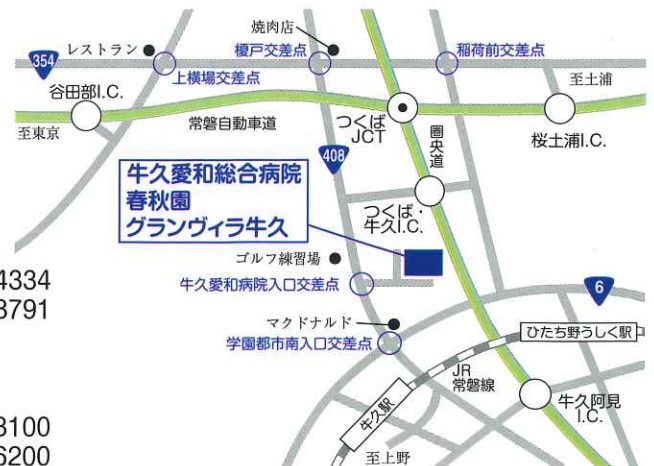 焼肉店
レストラン
榎戸交差点
稲荷前交差点
354
上横場交差点
至土浦
谷田部I.C.
至東京
常磐自動車道
つくば
JCT
圏央道
桜土浦I.C.
408
牛久愛和総合病院
春秋園
グランヴィラ牛久
つくば・
牛久I.C.
ゴルフ練習場
4334
牛久愛和病院入口交差点
6
3791
マクドナルド
ひたち野うしく駅
学園都市南入口交差点
JR
常磐線
牛久阿見
I.C.
牛久駅
3100
至上野
6200